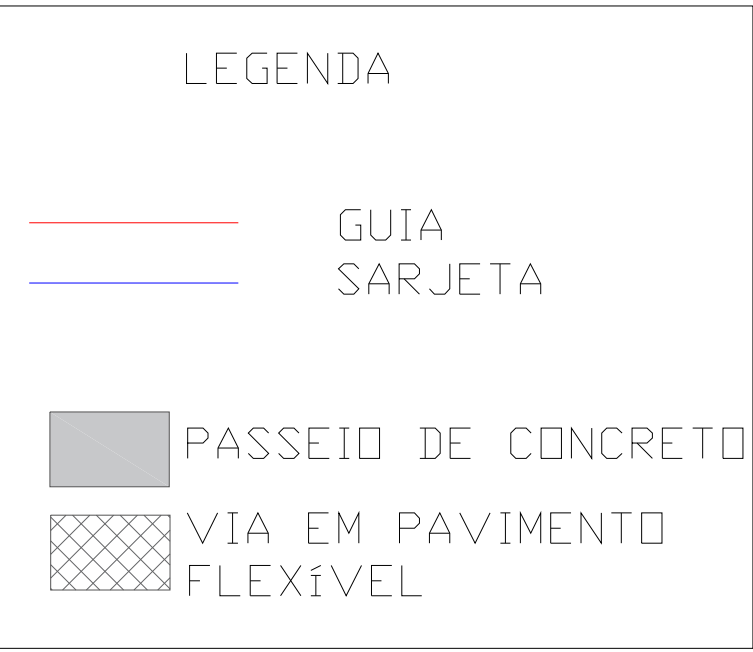 LEGENDA
GUIA
SARJETA
PASSEIO DE CONCRETO
VIA EM PAVIMENTO
FLEXíVEL